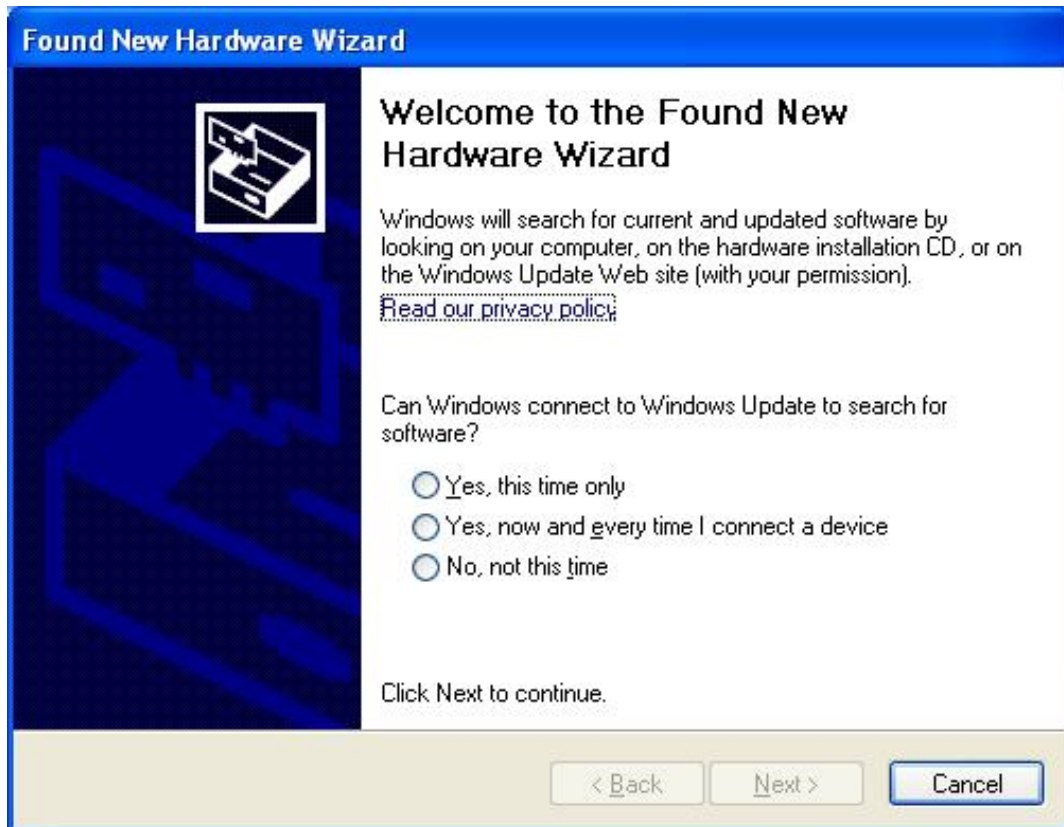 Found New Hardware Wizard
Welcome to the Found New
Hardware Wizard
Windows will search for current and updated software by
looking on your computer, on the hardware installation CD, or on
the Windows Update Web site (with your permission).
Read our privacy policy
Can Windows connect to Windows Update to search for
software?
Yes, this time only
Yes, now and every time I connect a device
No, not this time
Click Next to continue.
< Back Next > Cancel